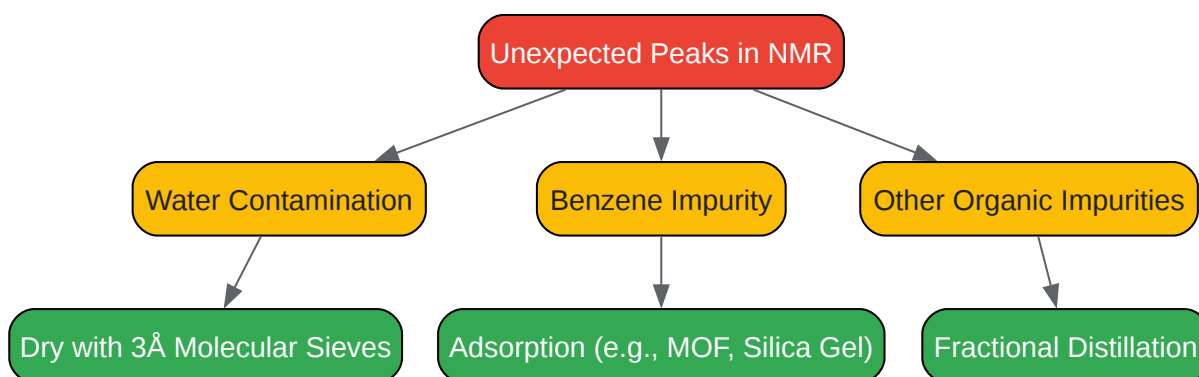 Unexpected Peaks in NMR
Water Contamination
Benzene Impurity
Other Organic Impurities
Dry with 3Å Molecular Sieves
Adsorption (e.g., MOF, Silica Gel)
Fractional Distillation